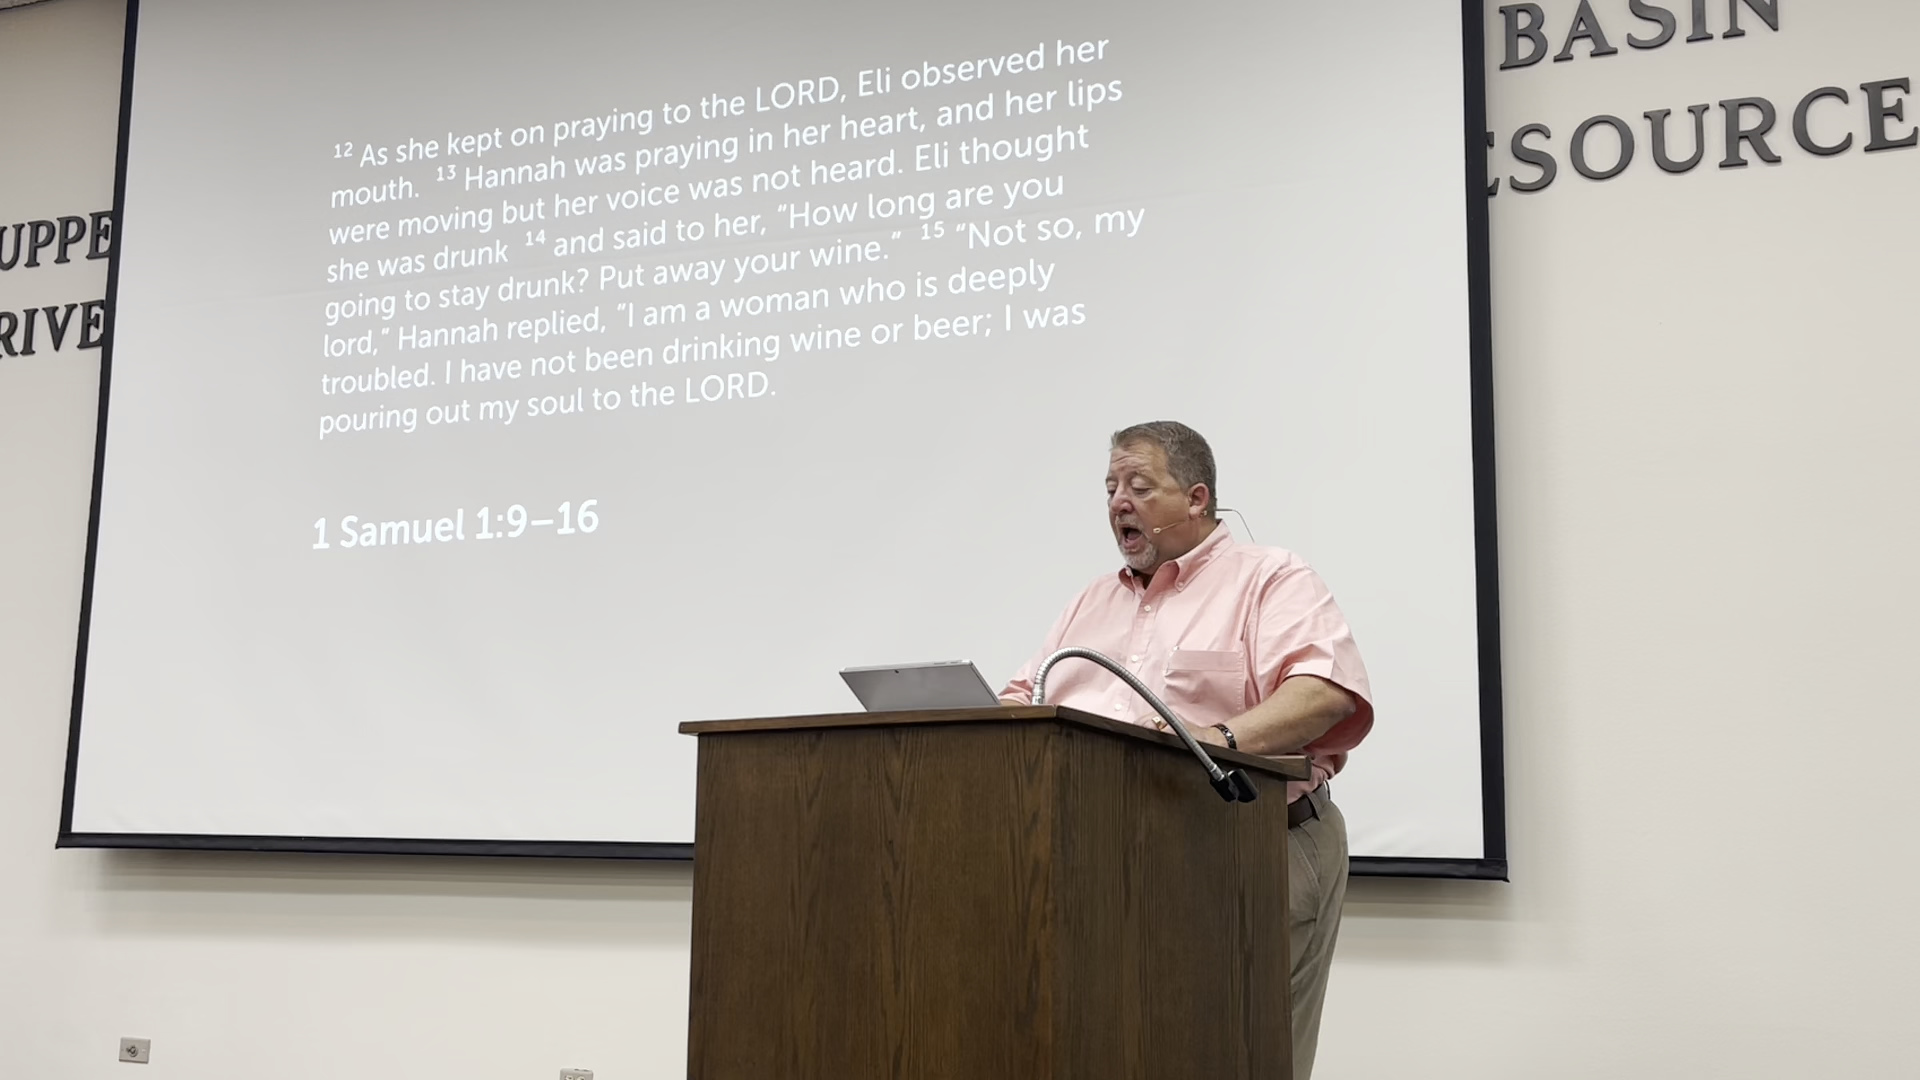 BASIN
ESOURCE
UPPE
RIVE
12 As she kept on praying to the LORD, Eli observed her
mouth. 13 Hannah was praying in her heart, and her lips
were moving but her voice was not heard. Eli thought
she was drunk 14 and said to her, “How long are you
going to stay drunk? Put away your wine.” 15 “Not so, my
lord,” Hannah replied, “I am a woman who is deeply
troubled. I have not been drinking wine or beer; I was
pouring out my soul to the LORD.
1 Samuel 1:9–16